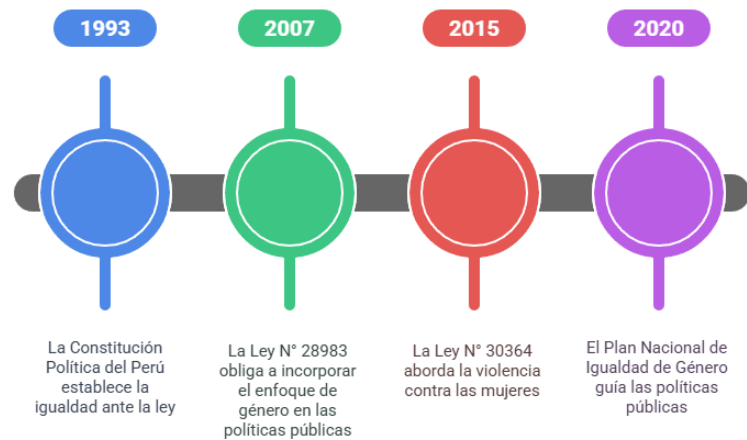 1993
2007
2015
2020
La Constitución
Política del Perú
establece la
igualdad ante la ley
La Ley N° 28983
obliga a incorporar
el enfoque de
género en las
políticas públicas
La Ley N° 30364
aborda la violencia
contra las mujeres
El Plan Nacional de
Igualdad de Género
guía las políticas
públicas